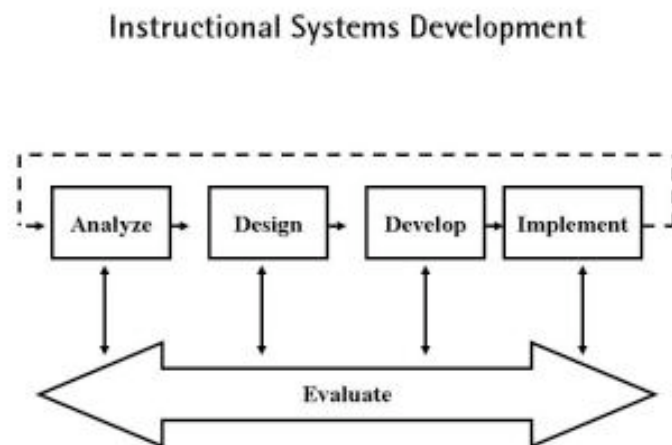 Instructional Systems Development
Analyze
Design
Develop
Implement
Evaluate